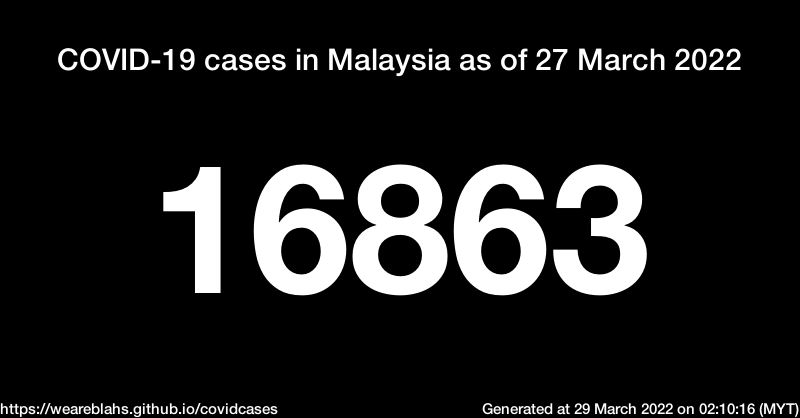 COVID-19 cases in Malaysia as of 27 March 2022
16863
https://weareblahs.github.io/covidcases
Generated at 29 March 2022 on 02:10:16 (MYT)